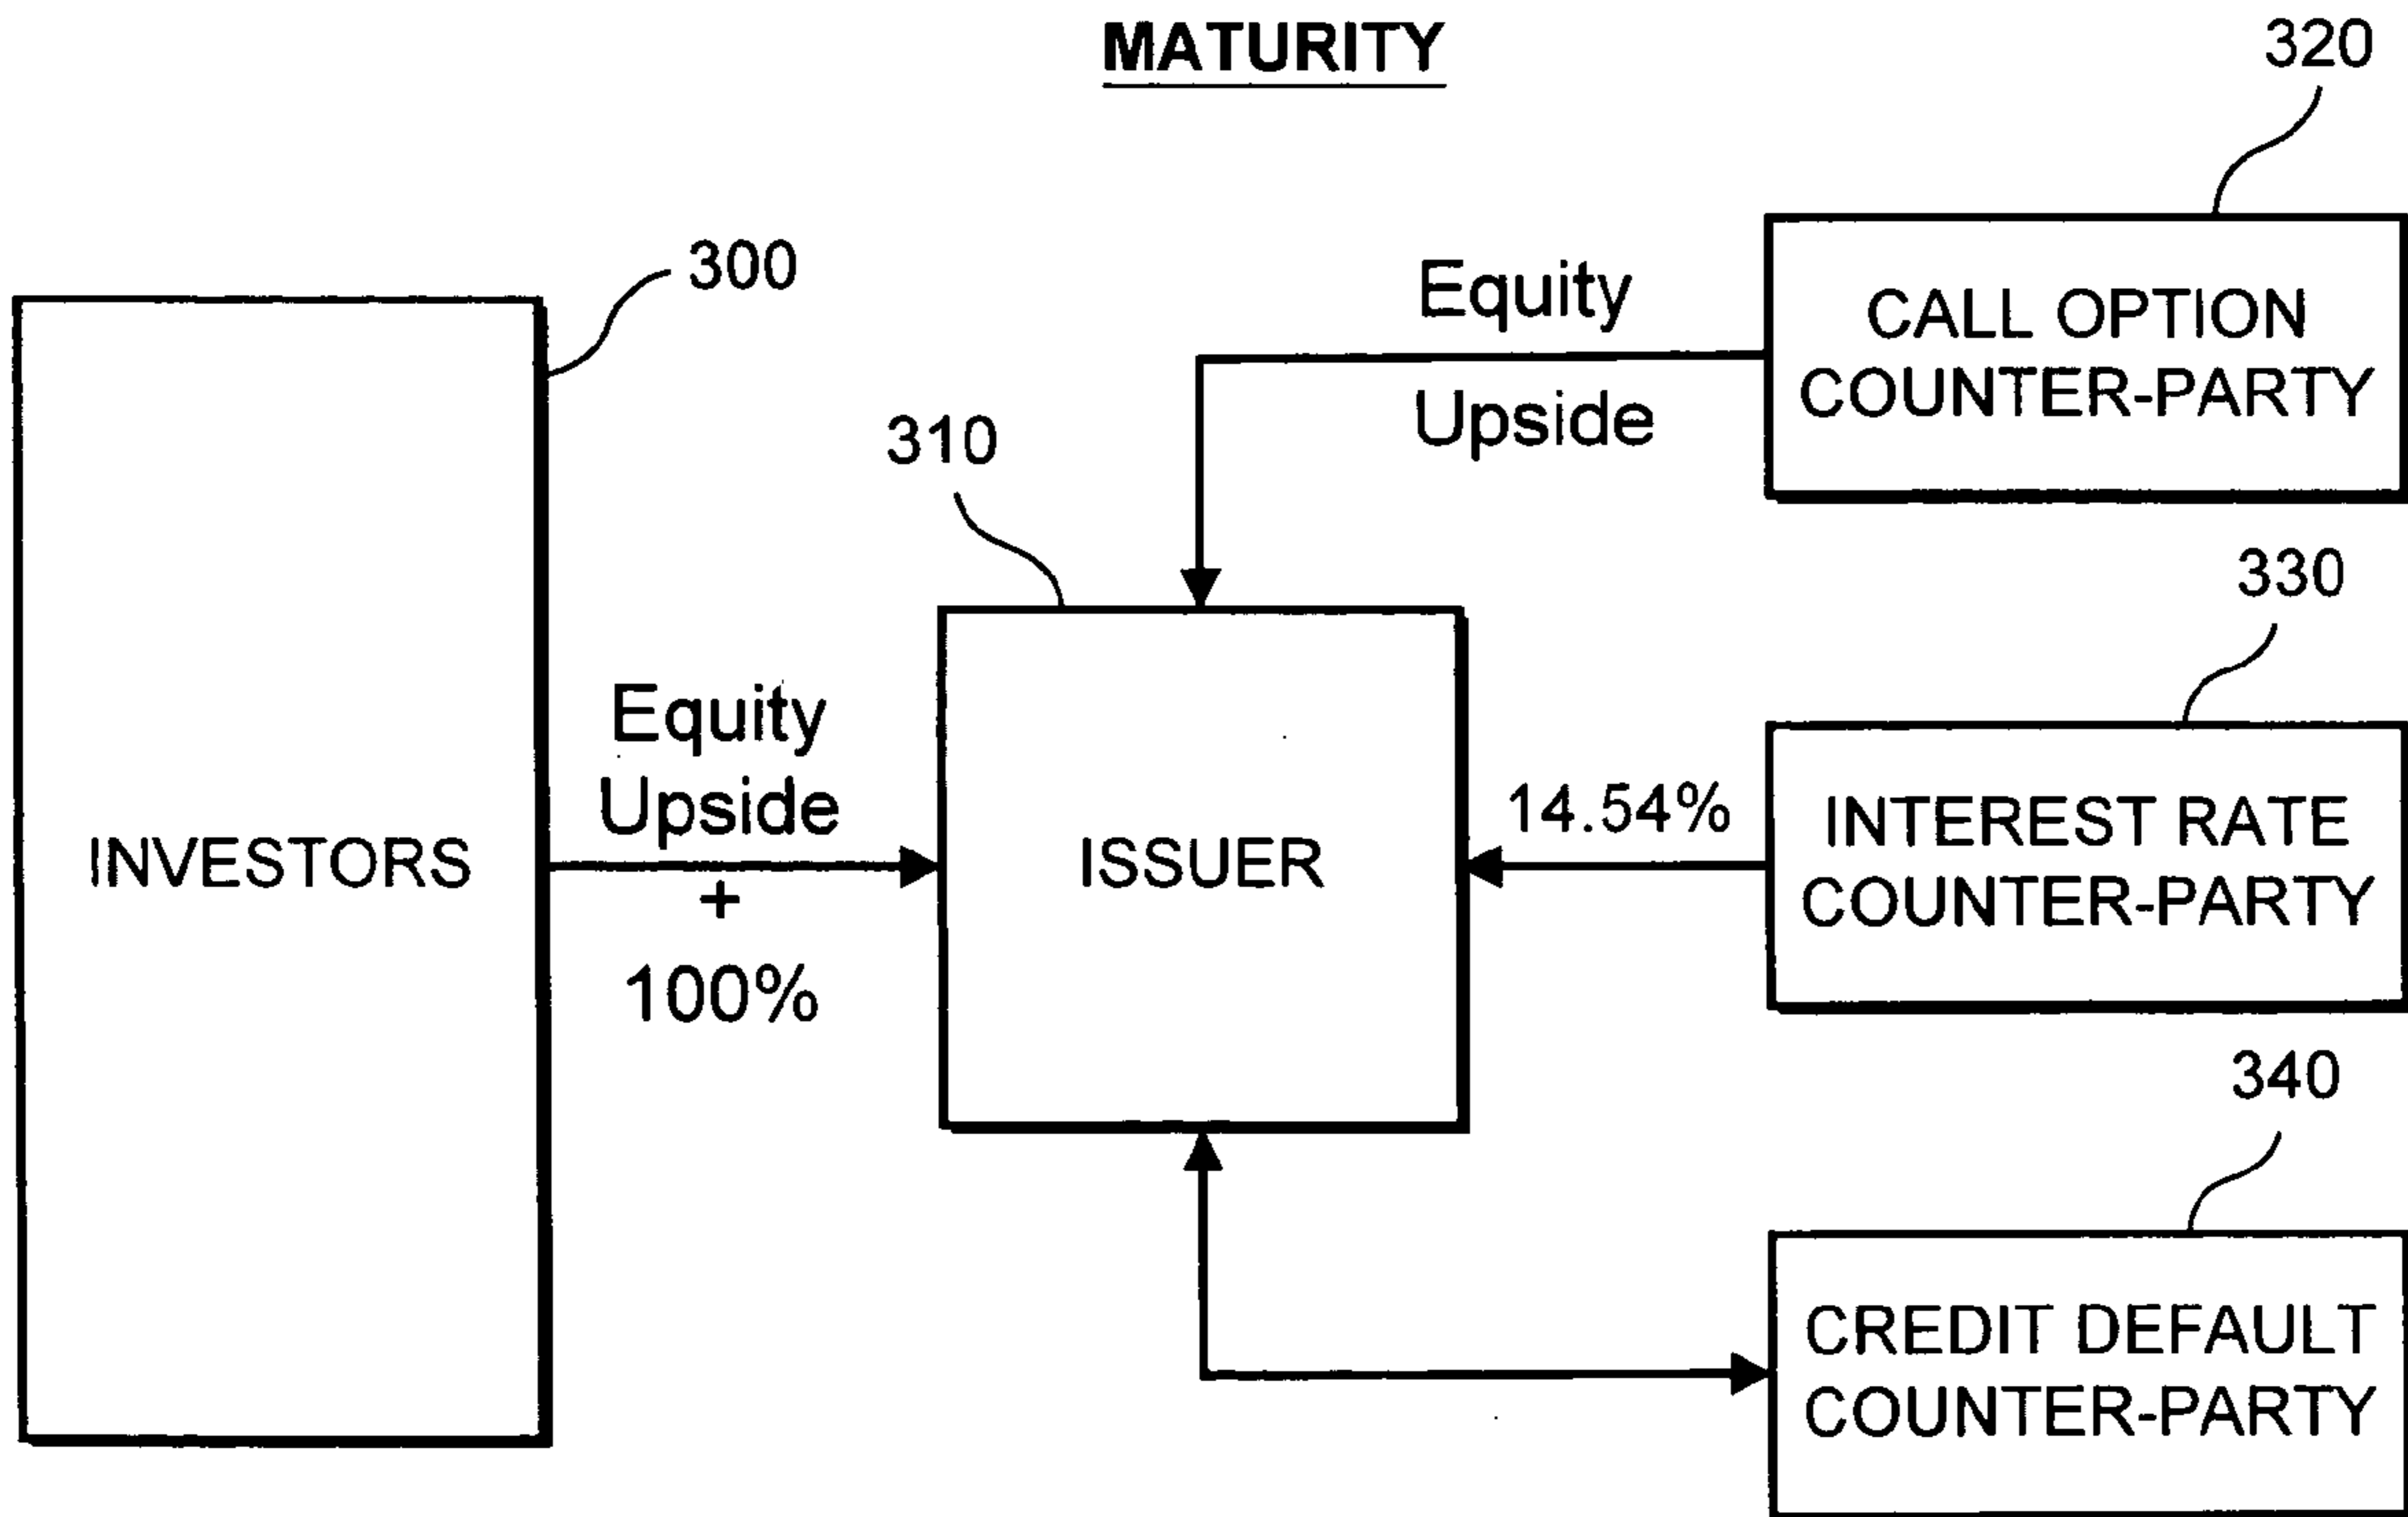 MATURITY
320
300
Equity
Upside
CALL OPTION
COUNTER-PARTY
310
330
Equity
Upside
+
100%
INVESTORS
ISSUER
14.54%
INTEREST RATE
COUNTER-PARTY
340
CREDIT DEFAULT
COUNTER-PARTY